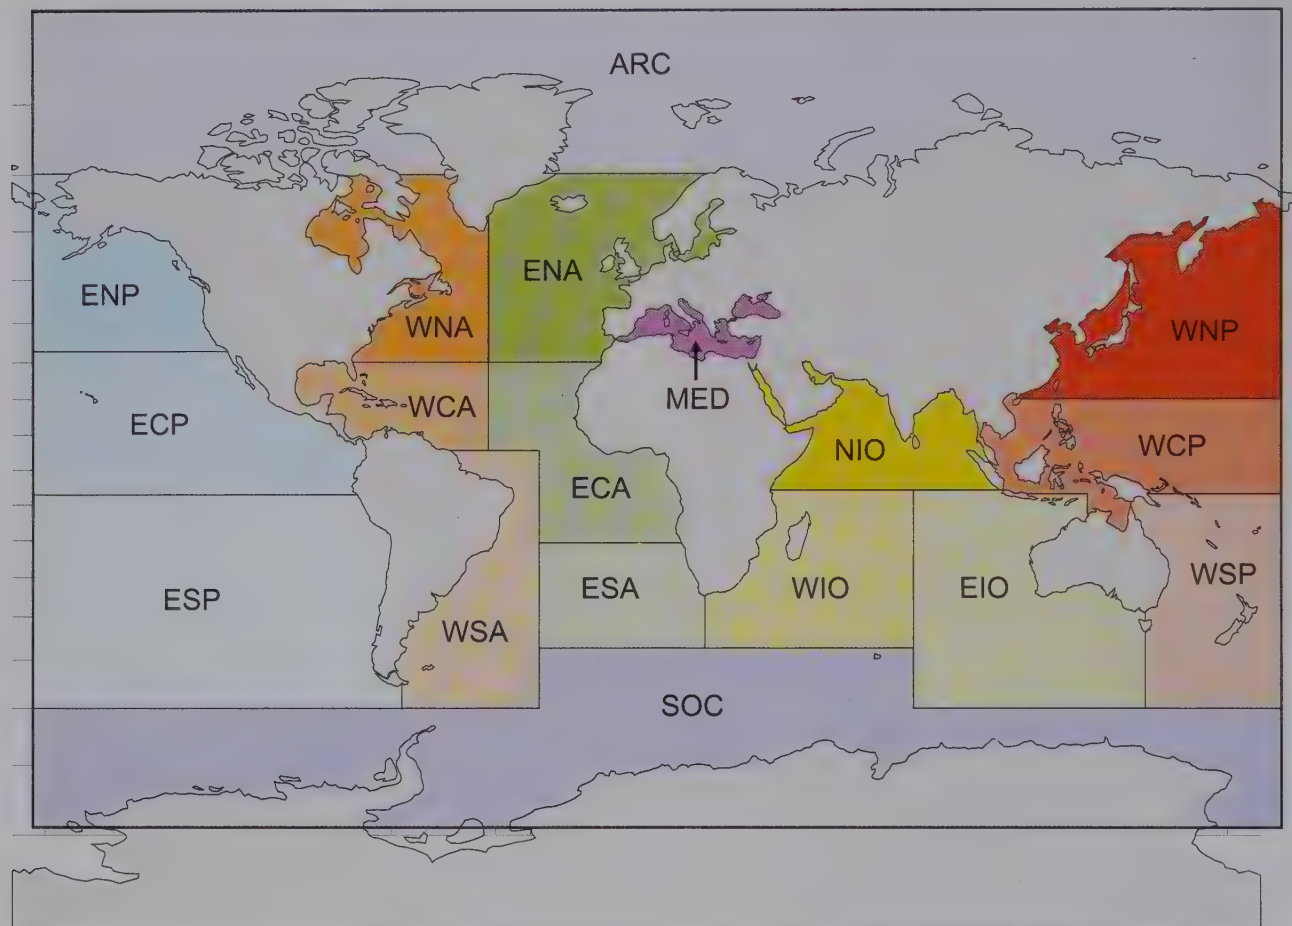 ARC
ENA
ENP
WNA
WNP
MED
WCA
ECP
WCP
NIO
ECA
WSP
ESA
WIO
EIO
ESP
WSA
SOC